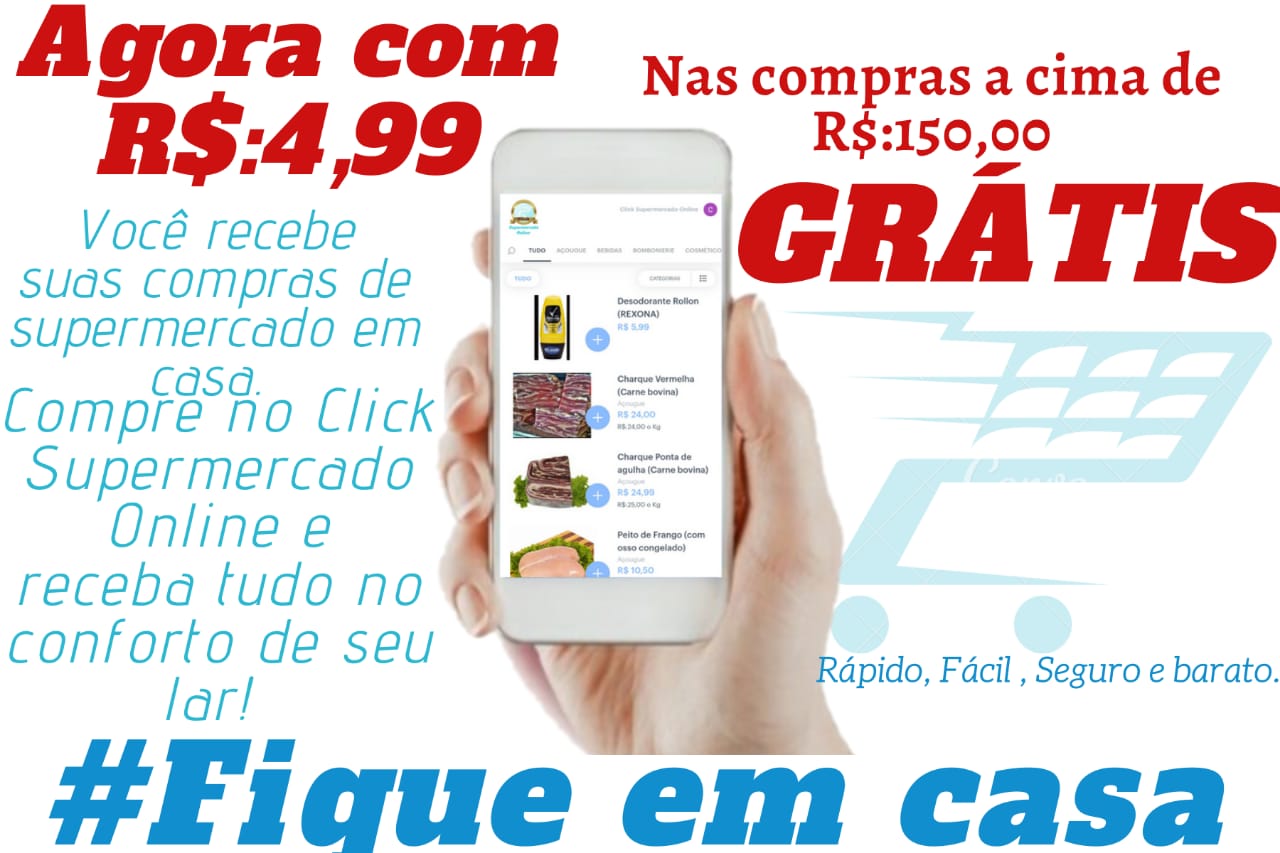 Agora com
R$:4,99
Você recebe
suas compras de
supermercado em
casa.
Compre no Click
Supermercado
Online e
receba tudo no
conforto de seu
lar!
Nas compras a cima de
R$:150,00
GRÁTIS
Supermercado
Rollon
Click Supermercado Online
C
TUDO AÇOUGUE BEBIDAS BOMBONIERIE COSMÉTICO
TUDO
CATEGORIAS
Desodorante Rollon
(REXONA)
R$ 5,99
Charque Vermelha
(Carne bovina)
Açougue
R$ 24,00
R$:24,00 o Kg
Charque Ponta de
agulha (Carne bovina)
Açougue
R$ 24,99
R$:25,00 o Kg
Peito de Frango (com
osso congelado)
Açougue
R$ 10,50
Canva
Rápido, Fácil , Seguro e barato.
#Fique em casa